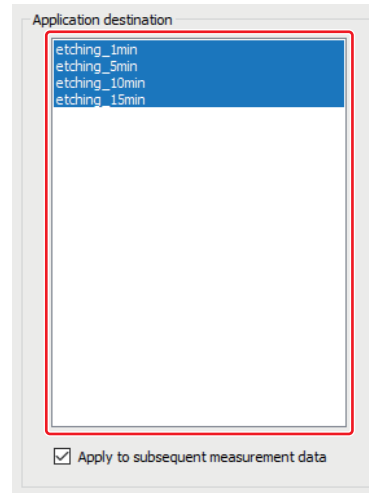 Application destination
etching_1min
etching_5min
etching_10min
etching_15min
Apply to subsequent measurement data